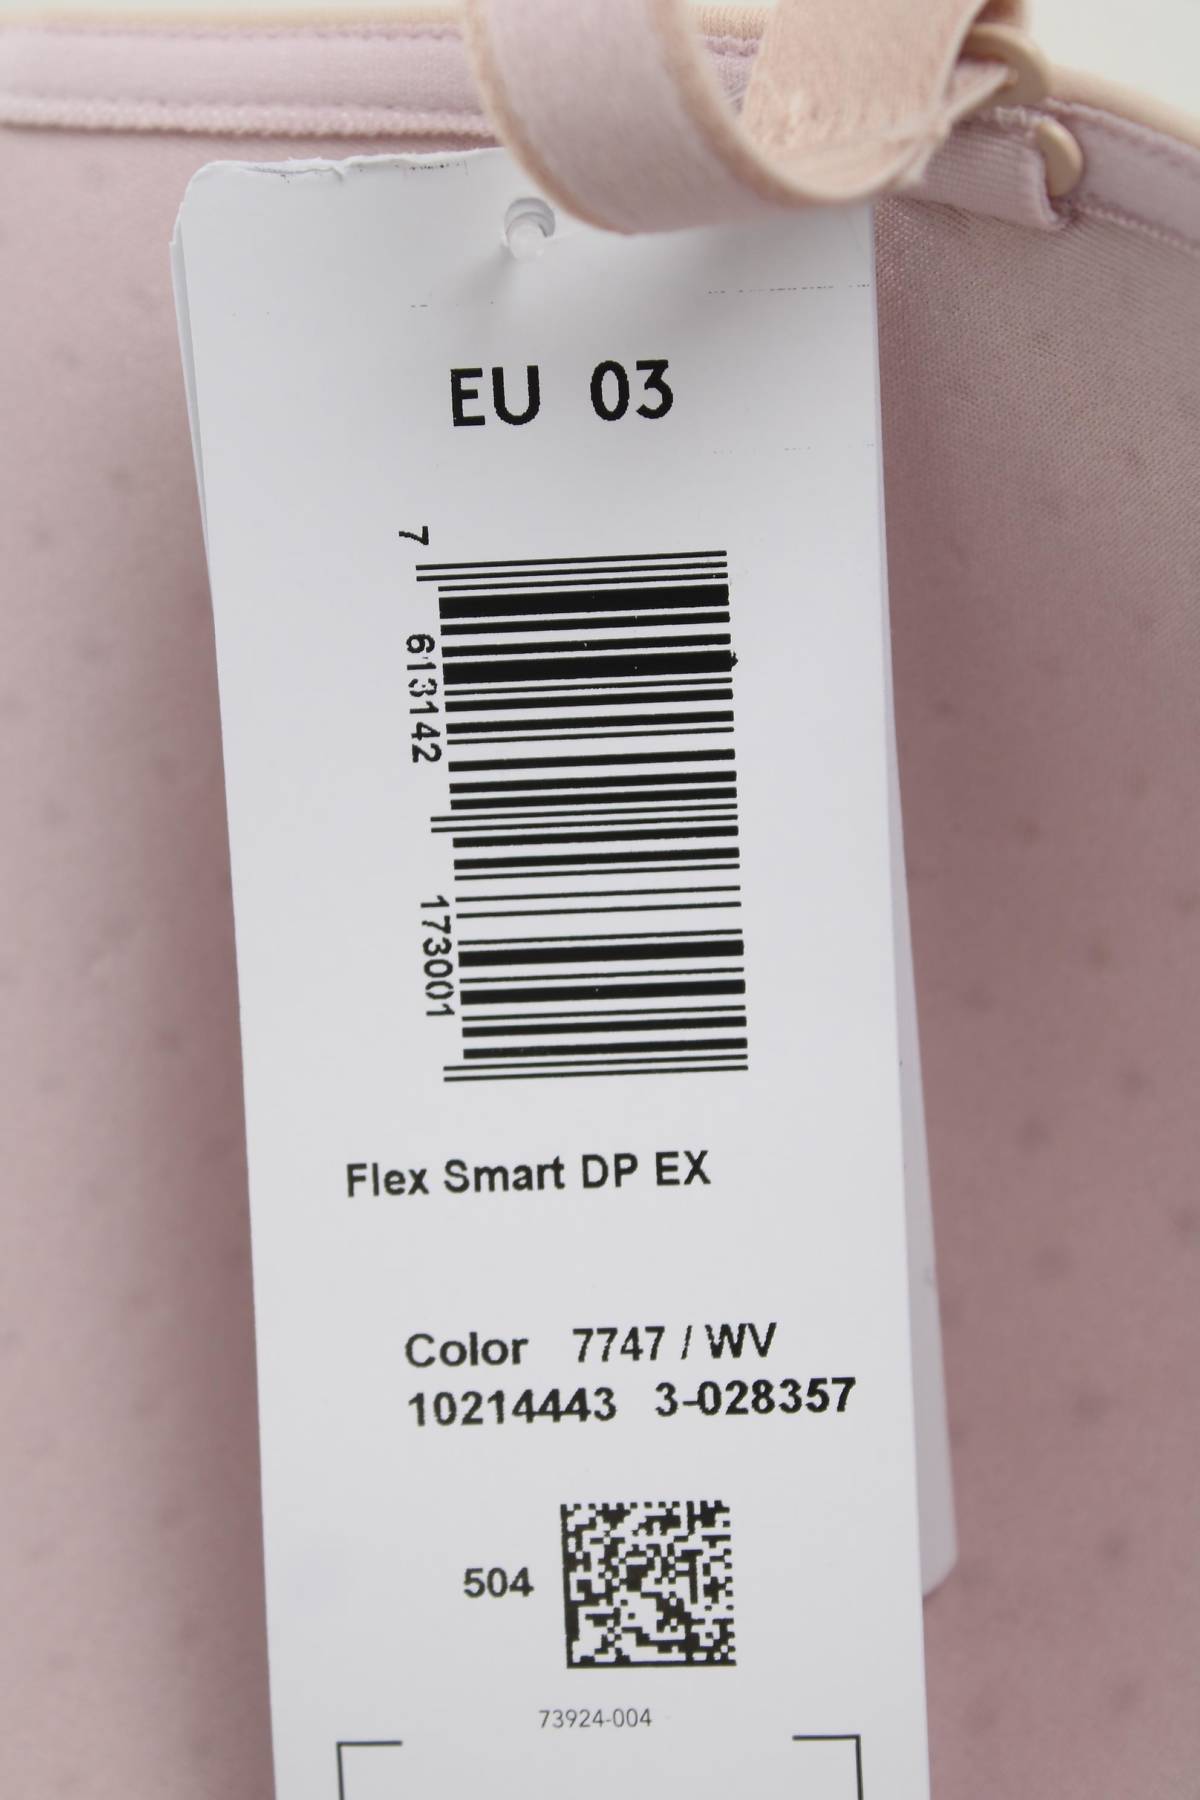 EU 03
7 613142 173001
Flex Smart DP EX
Color 7747 / WV
10214443 3-028357
504
73924-004